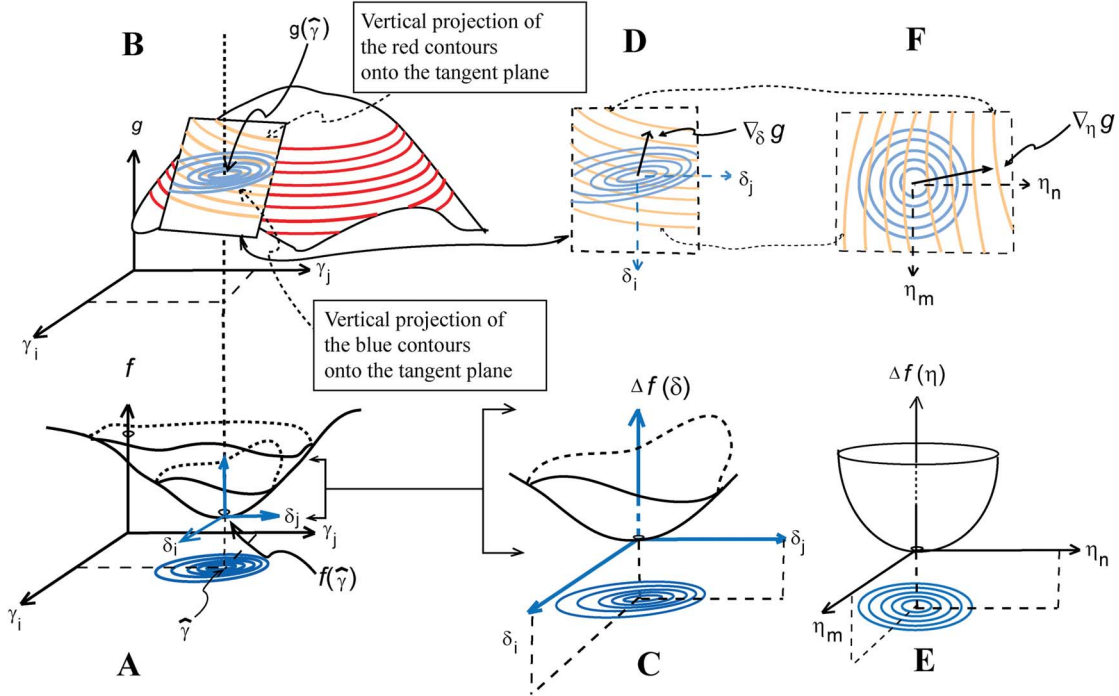 B
g(γ̂)
Vertical projection of
the red contours
onto the tangent plane
D
F
g
∇δ g
∇η g
δj
ηn
δi
ηm
γj
γi
Vertical projection of
the blue contours
onto the tangent plane
f
Δf(δ)
Δf(η)
δj
δi
γj
γi
f(γ̂)
γ̂
δj
δi
ηn
ηm
A
C
E